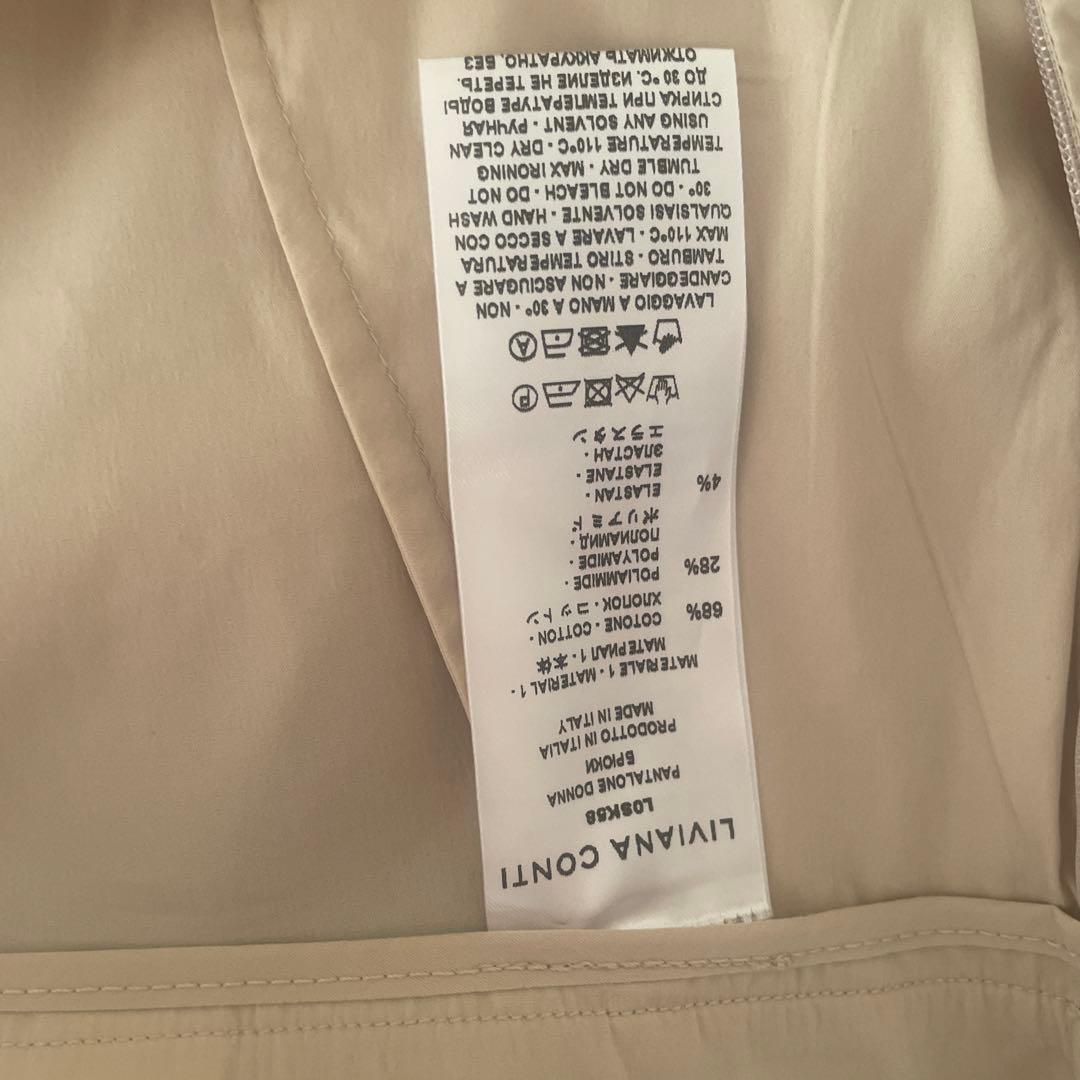 LIVIANA CONTI
L0SK58
PANTALONE DONNA
БРЮКИ
PRODOTTO IN ITALIA
MADE IN ITALY
MATERIALE 1 · MATERIAL 1 ·
МАТЕРИАЛ 1 · 本体
68% COTONE · COTTON ·
ХЛОПОК · コットン
28% POLIAMMIDE ·
POLYAMIDE ·
ПОЛИАМИД ·
ポリアミド
4% ELASTAN ·
ELASTANE ·
ЭЛАСТАН ·
エラスタン
P
A
LAVAGGIO A MANO A 30° · NON
CANDEGGIARE · NON ASCIUGARE A
TAMBURO · STIRO TEMPERATURA
MAX 110°C · LAVARE A SECCO CON
QUALSIASI SOLVENTE · HAND WASH
30° · DO NOT BLEACH · DO NOT
TUMBLE DRY · MAX IRONING
TEMPERATURE 110°C · DRY CLEAN
USING ANY SOLVENT · РУЧНАЯ
СТИРКА ПРИ ТЕМПЕРАТУРЕ ВОДЫ
ДО 30 °C. ИЗДЕЛИЕ НЕ ТЕРЕТЬ.
ОТЖИМАТЬ АККУРАТНО, БЕЗ